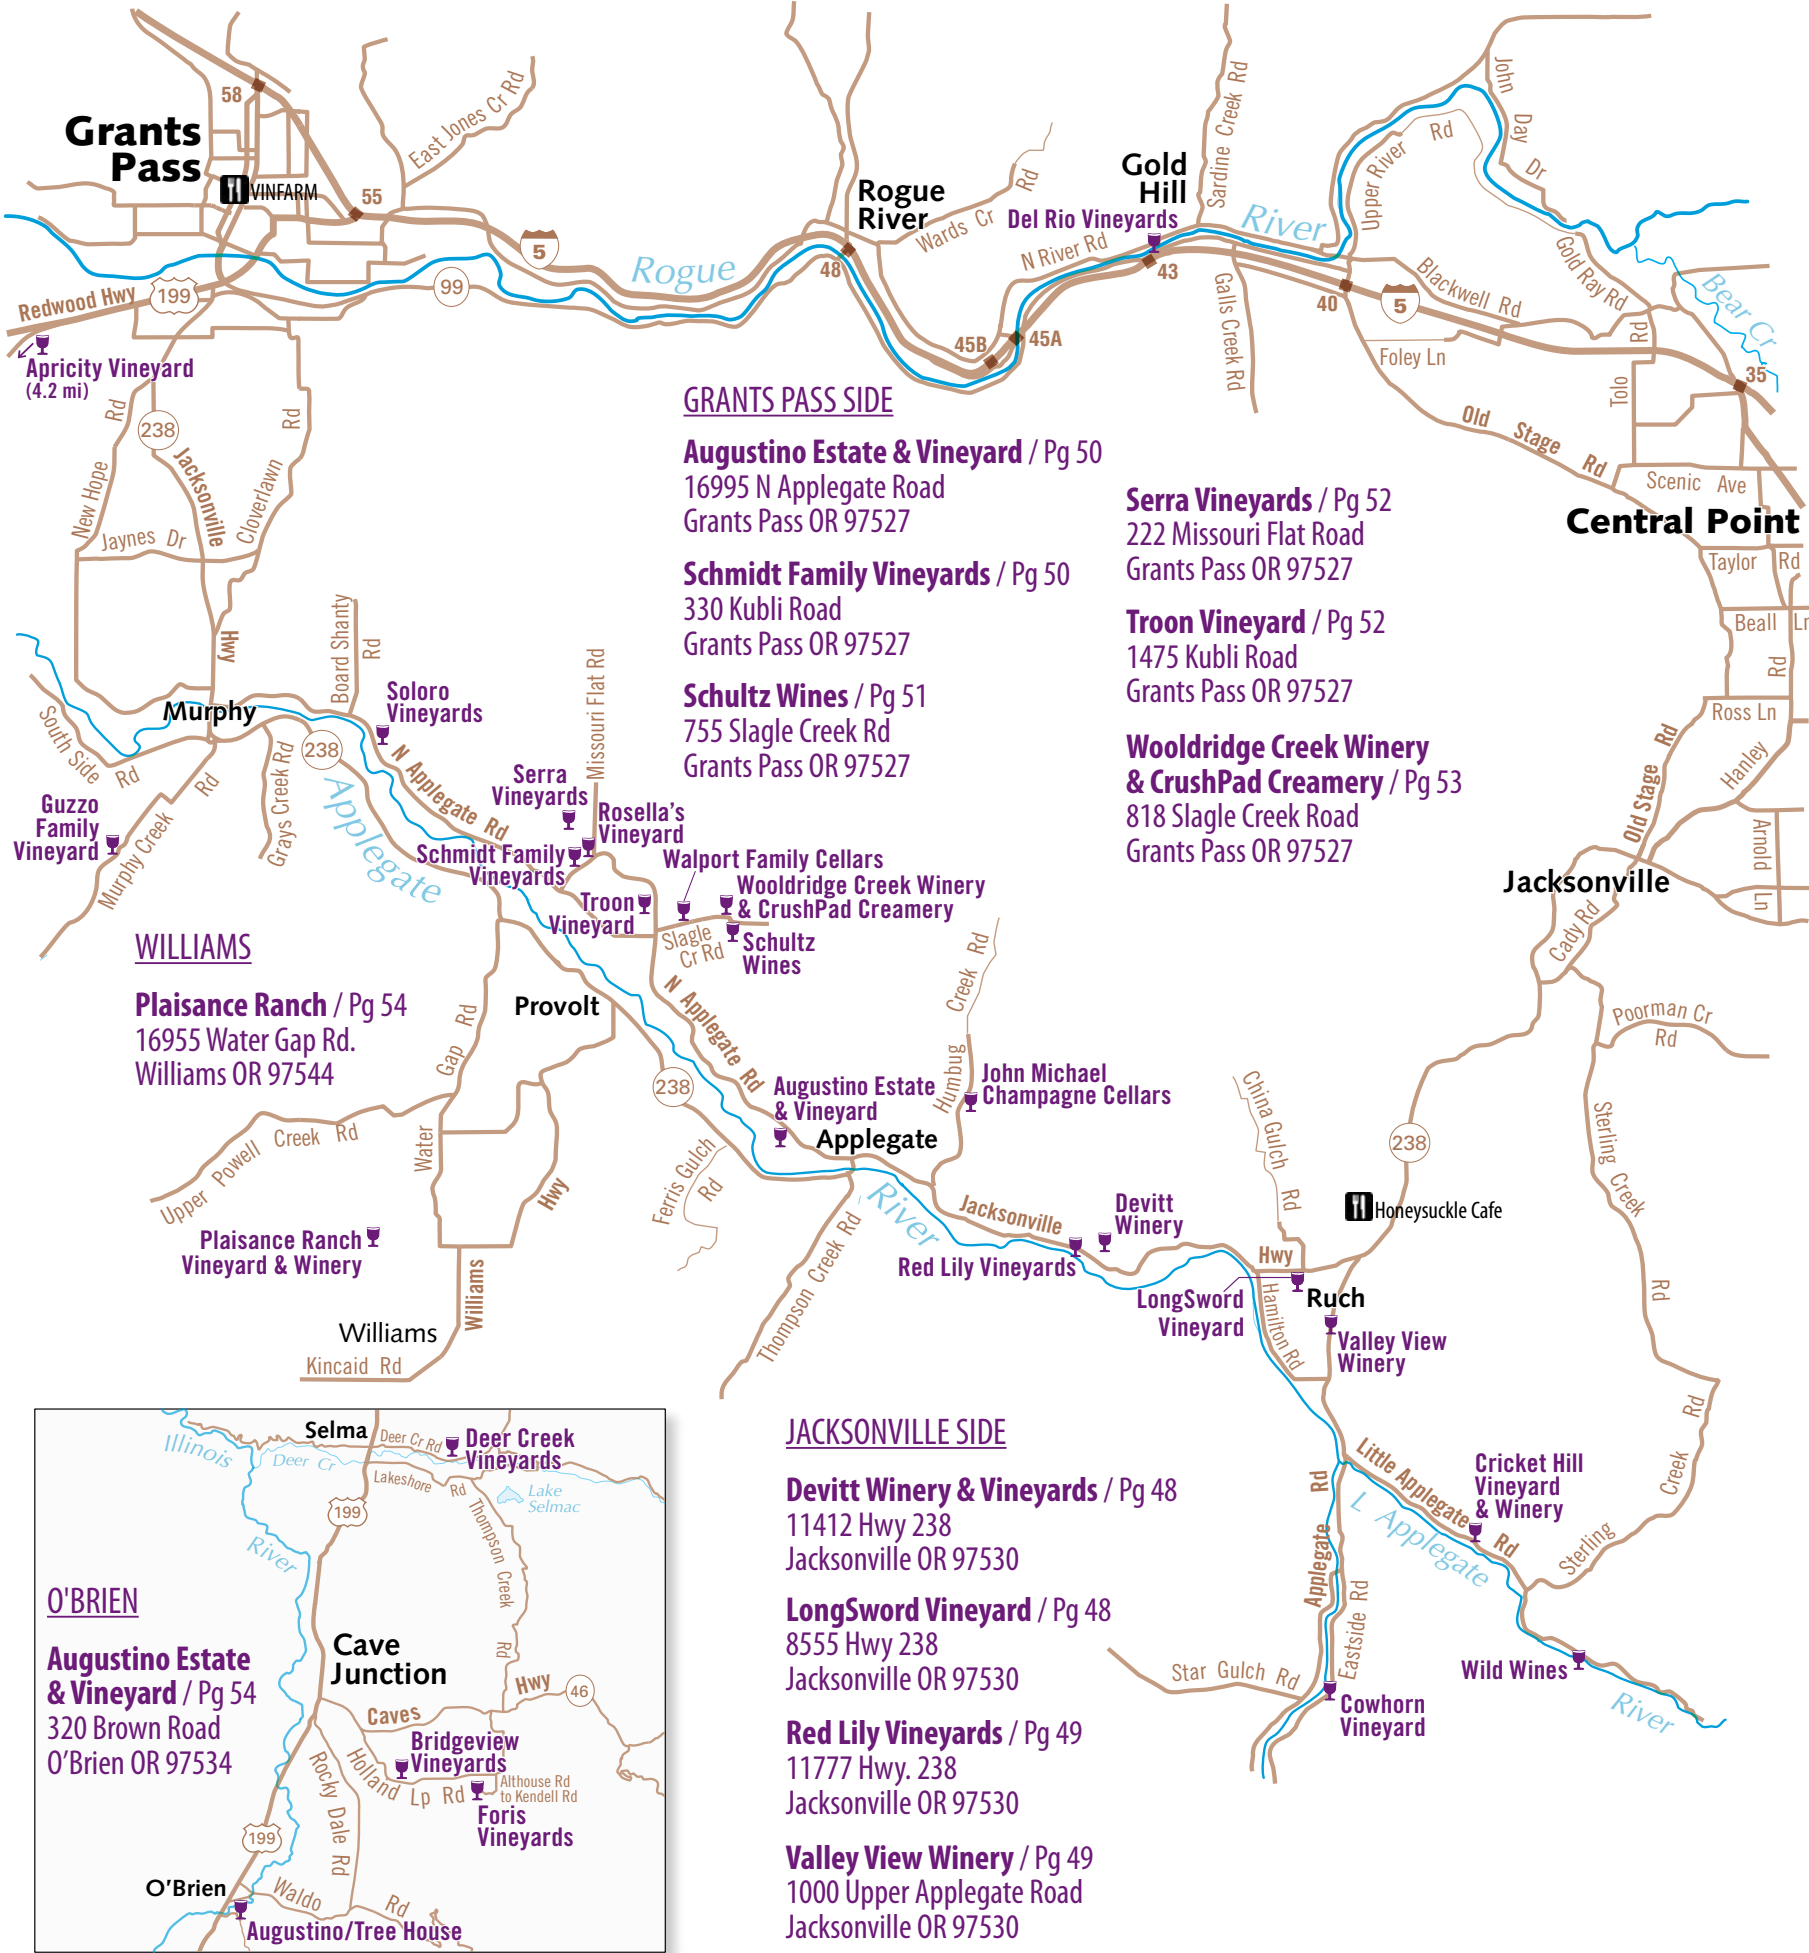 58
Grants
Pass
VINFARM
55
East Jones Cr Rd
5
Rogue
48
Rogue
River
Wards Cr
Rd
Gold
Hill
Sardine Creek Rd
Del Rio Vineyards
N River Rd
43
River
Upper River
Rd
John
Day
Dr
Gold Ray Rd
Blackwell Rd
Bear Cr
40
5
Foley Ln
Tolo
Rd
35
Galls Creek Rd
45B
45A
99
Redwood Hwy
199
Apricity Vineyard
(4.2 mi)
New Hope
Rd
238
Jacksonville
Hwy
Cloverlawn
Rd
Jaynes Dr
Old Stage Rd
Scenic Ave
Central Point
Taylor Rd
Beall Ln
Rd
Ross Ln
Hanley
Old Stage Rd
Arnold
Ln
Jacksonville
Cady Rd
Poorman Cr
Rd
Sterling Creek
Rd
GRANTS PASS SIDE
Augustino Estate & Vineyard / Pg 50
16995 N Applegate Road
Grants Pass OR 97527
Schmidt Family Vineyards / Pg 50
330 Kubli Road
Grants Pass OR 97527
Schultz Wines / Pg 51
755 Slagle Creek Rd
Grants Pass OR 97527
Serra Vineyards / Pg 52
222 Missouri Flat Road
Grants Pass OR 97527
Troon Vineyard / Pg 52
1475 Kubli Road
Grants Pass OR 97527
Wooldridge Creek Winery
& CrushPad Creamery / Pg 53
818 Slagle Creek Road
Grants Pass OR 97527
Board Shanty
Rd
Soloro
Vineyards
Murphy
South Side
Rd
238
Grays Creek Rd
Murphy Creek
Rd
Guzzo
Family
Vineyard
Applegate
N Applegate Rd
Missouri Flat Rd
Serra
Vineyards
Rosella's
Vineyard
Schmidt Family
Vineyards
Walport Family Cellars
Wooldridge Creek Winery
& CrushPad Creamery
Troon
Vineyard
Slagle
Cr Rd
Schultz
Wines
WILLIAMS
Plaisance Ranch / Pg 54
16955 Water Gap Rd.
Williams OR 97544
Provolt
N Applegate Rd
238
Water
Gap
Rd
Upper Powell Creek Rd
Hwy
Williams
Plaisance Ranch
Vineyard & Winery
Williams
Kincaid Rd
Augustino Estate
& Vineyard
Applegate
Humbug
Creek Rd
John Michael
Champagne Cellars
Ferris Gulch
Rd
Thompson Creek Rd
River
Jacksonville
Hwy
Red Lily Vineyards
Devitt
Winery
China Gulch
Rd
238
Honeysuckle Cafe
LongSword
Vineyard
Hamilton Rd
Ruch
Valley View
Winery
Little Applegate
Rd
L Applegate
River
Cricket Hill
Vineyard
& Winery
Sterling
Creek
Rd
Applegate
Rd
Eastside Rd
Star Gulch Rd
Cowhorn
Vineyard
Wild Wines
JACKSONVILLE SIDE
Devitt Winery & Vineyards / Pg 48
11412 Hwy 238
Jacksonville OR 97530
LongSword Vineyard / Pg 48
8555 Hwy 238
Jacksonville OR 97530
Red Lily Vineyards / Pg 49
11777 Hwy. 238
Jacksonville OR 97530
Valley View Winery / Pg 49
1000 Upper Applegate Road
Jacksonville OR 97530
Selma
Illinois
River
Deer Cr Rd
Deer Cr
Deer Creek
Vineyards
Lakeshore Rd
Lake
Selmac
199
Thompson Creek
Rd
O'BRIEN
Augustino Estate
& Vineyard / Pg 54
320 Brown Road
O'Brien OR 97534
Cave
Junction
Caves
Hwy
46
Bridgeview
Vineyards
Holland Lp Rd
Althouse Rd
to Kendell Rd
Foris
Vineyards
Rocky Dale Rd
199
O'Brien
Waldo
Rd
Augustino/Tree House